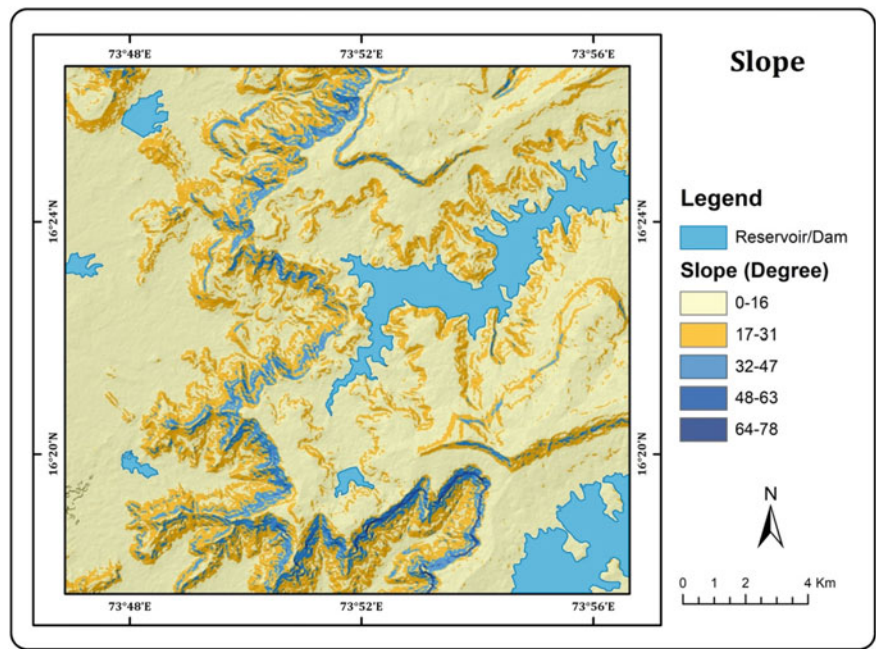 73°48'E 73°52'E 73°56'E
Slope
16°24'N 16°24'N
Legend
Reservoir/Dam
Slope (Degree)
0-16
17-31
32-47
48-63
64-78
16°20'N 16°20'N
N
0 1 2 4 Km
73°48'E 73°52'E 73°56'E